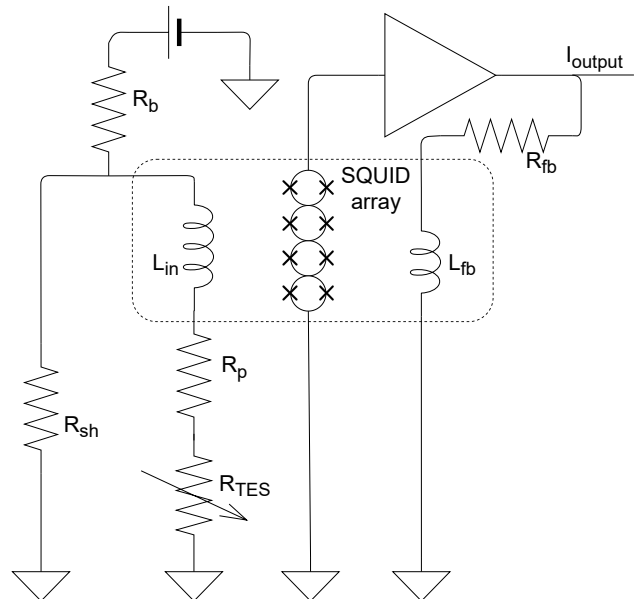 I_output
R_b
R_fb
SQUID
array
L_in
L_fb
R_p
R_sh
R_TES